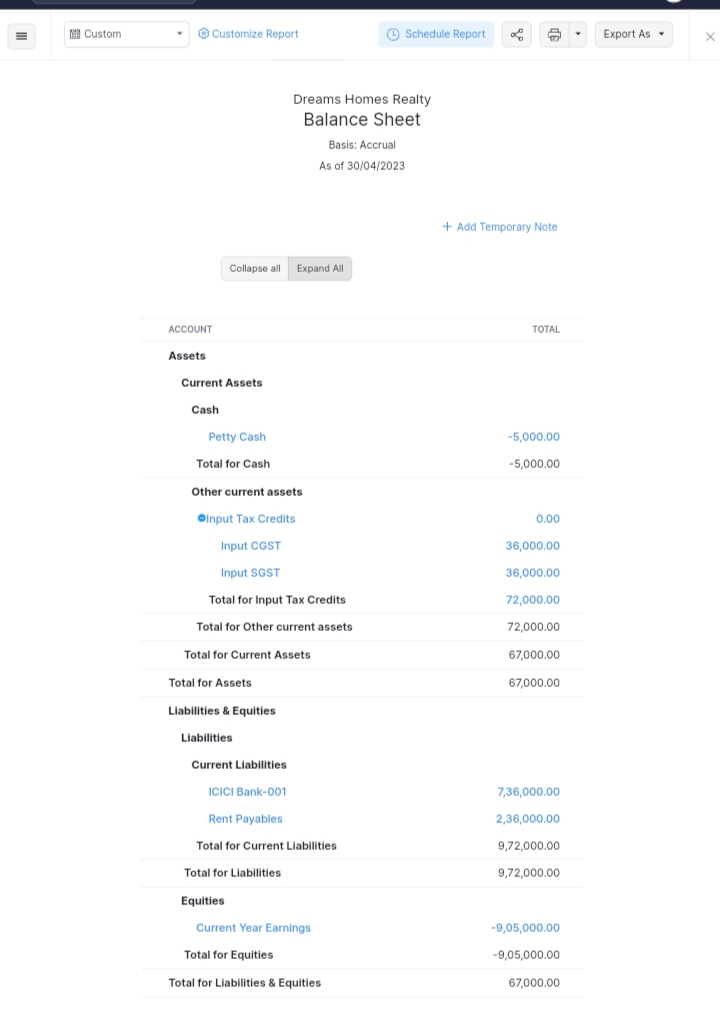 Custom
Customize Report
Schedule Report
Export As
Dreams Homes Realty
Balance Sheet
Basis: Accrual
As of 30/04/2023
+ Add Temporary Note
Collapse all Expand All
ACCOUNT TOTAL
Assets
Current Assets
Cash
Petty Cash -5,000.00
Total for Cash -5,000.00
Other current assets
Input Tax Credits 0.00
Input CGST 36,000.00
Input SGST 36,000.00
Total for Input Tax Credits 72,000.00
Total for Other current assets 72,000.00
Total for Current Assets 67,000.00
Total for Assets 67,000.00
Liabilities & Equities
Liabilities
Current Liabilities
ICICI Bank-001 7,36,000.00
Rent Payables 2,36,000.00
Total for Current Liabilities 9,72,000.00
Total for Liabilities 9,72,000.00
Equities
Current Year Earnings -9,05,000.00
Total for Equities -9,05,000.00
Total for Liabilities & Equities 67,000.00